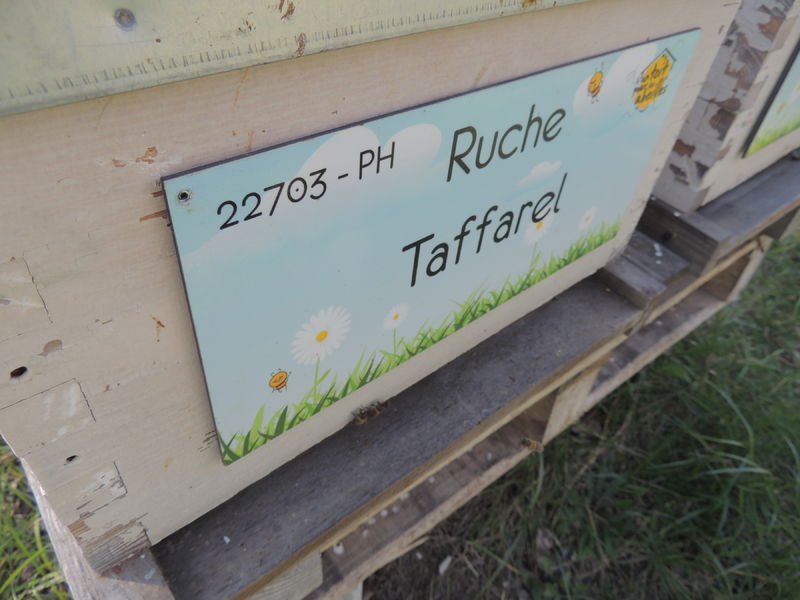 22703 - PH
Ruche
Taffarel